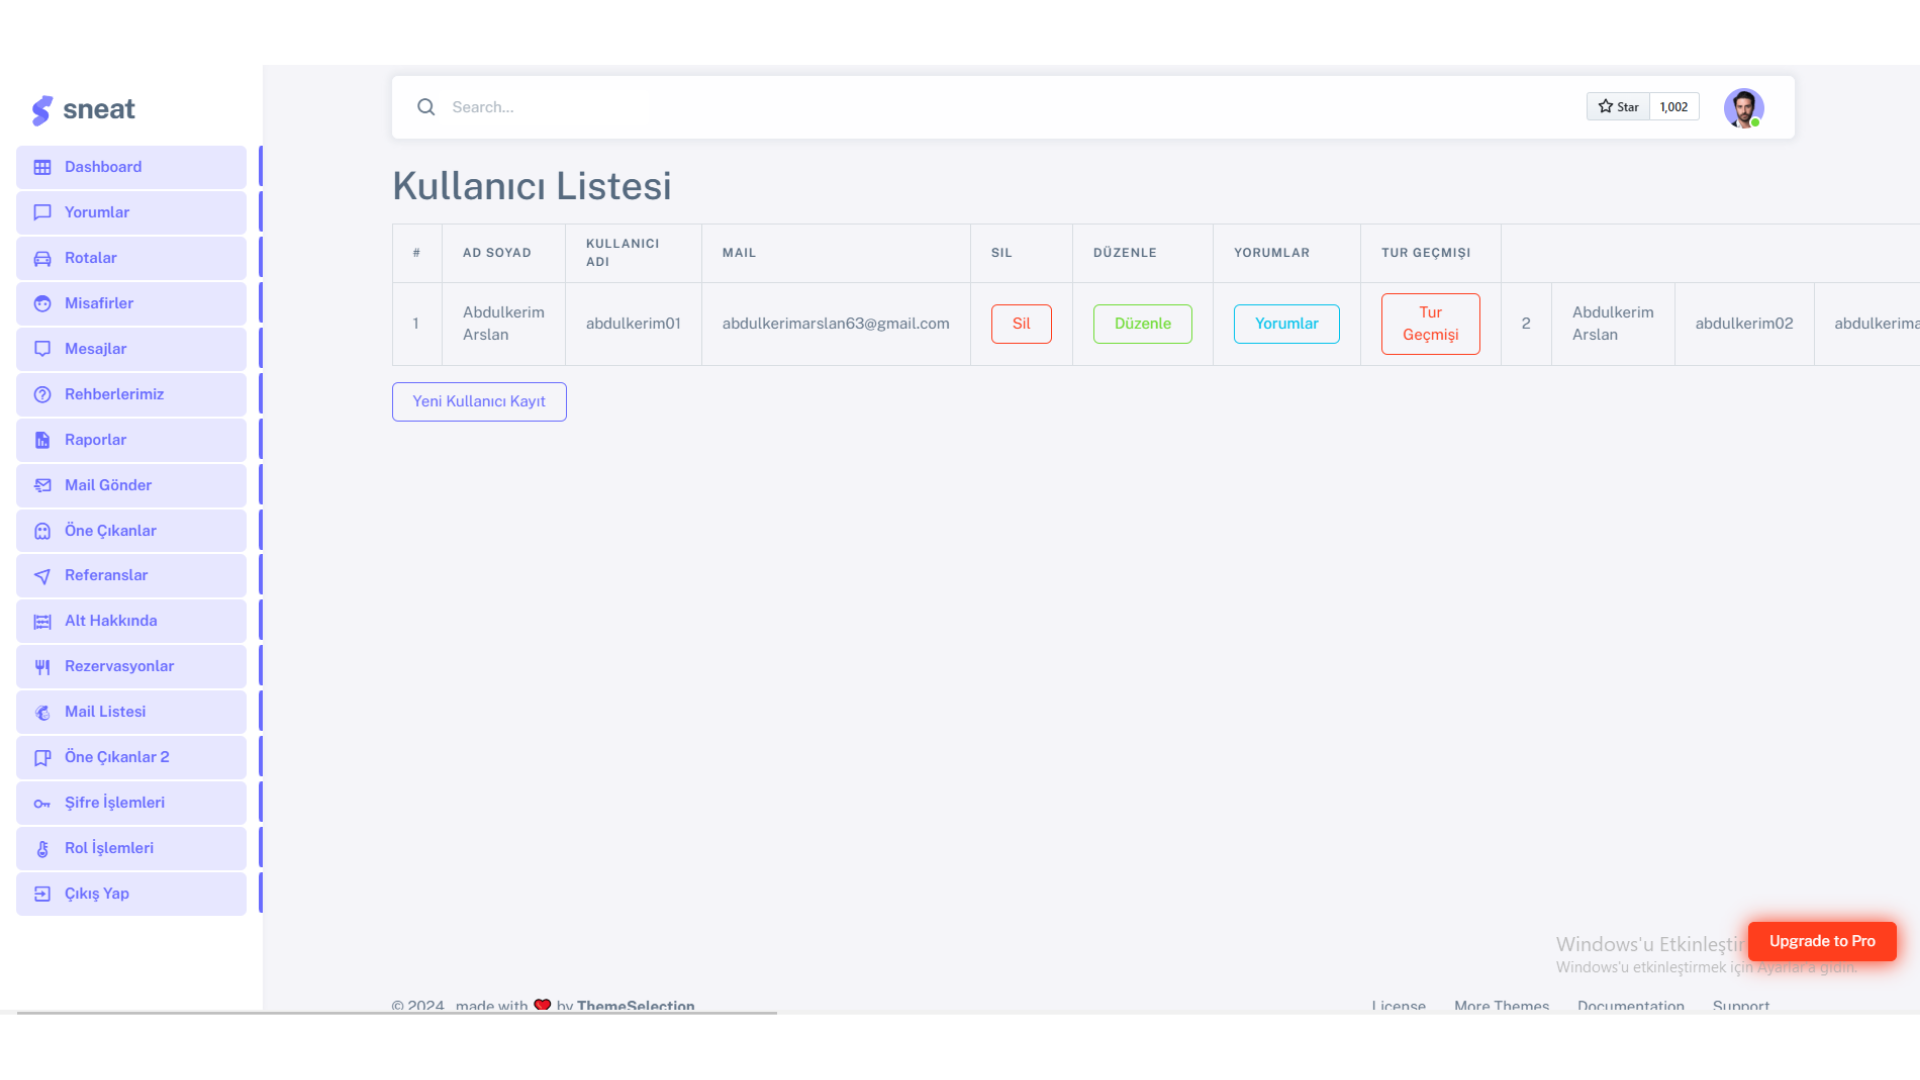 sneat
Search...
Star 1,002
Dashboard
Yorumlar
Rotalar
Misafirler
Mesajlar
Rehberlerimiz
Raporlar
Mail Gönder
Öne Çıkanlar
Referanslar
Alt Hakkında
Rezervasyonlar
Mail Listesi
Öne Çıkanlar 2
Şifre İşlemleri
Rol İşlemleri
Çıkış Yap
Kullanıcı Listesi
# AD SOYAD KULLANICI ADI MAIL SIL DÜZENLE YORUMLAR TUR GEÇMIŞI
1 Abdulkerim Arslan abdulkerim01 abdulkerimarslan63@gmail.com Sil Düzenle Yorumlar Tur Geçmişi 2 Abdulkerim Arslan abdulkerim02 abdulkerima
Yeni Kullanıcı Kayıt
Windows'u Etkinleştir
Windows'u etkinleştirmek için Ayarlar'a gidin.
Upgrade to Pro
© 2024 made with by ThemeSelection
License More Themes Documentation Support